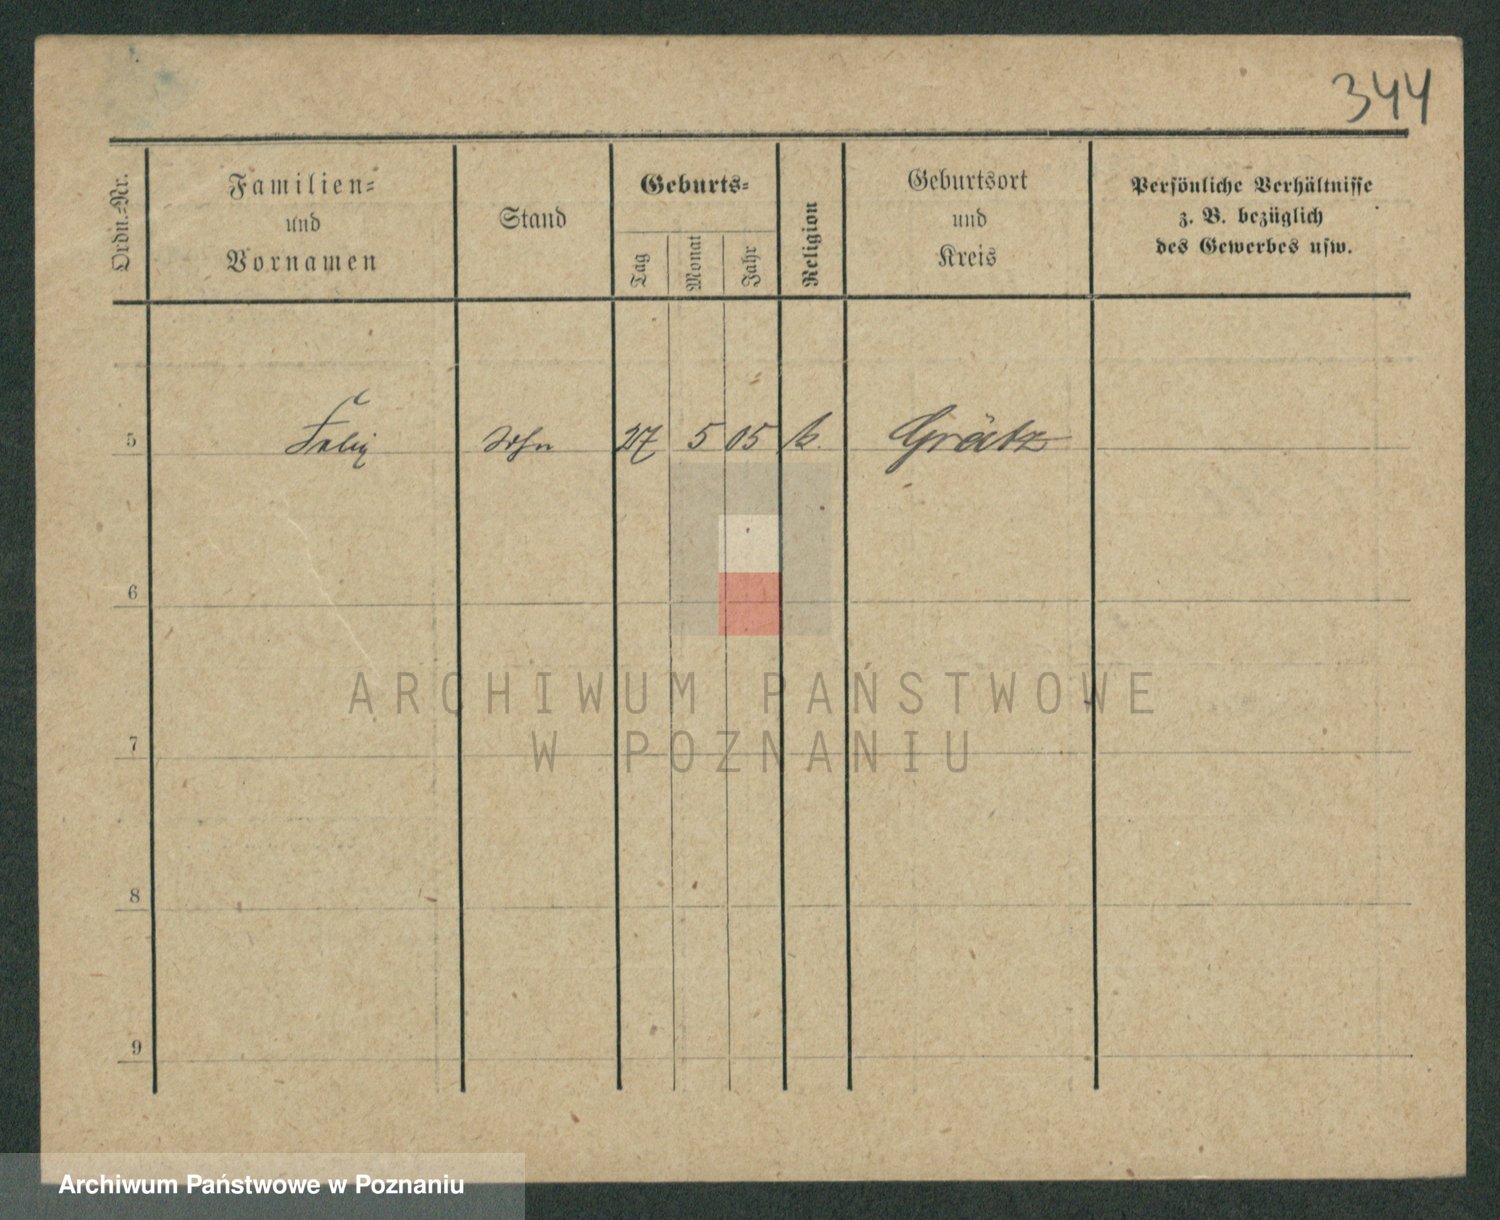 344
Ordn.-Nr.
Familien-
und
Vornamen
Stand
Geburts-
Tag
Monat
Jahr
Religion
Geburtsort
und
Kreis
Persönliche Verhältnisse
z. B. bezüglich
des Gewerbes usw.
5 Felix Sohn 27 5 05 k. Grätz
6
7
8
9
ARCHIWUM PAŃSTWOWE
W POZNANIU
Archiwum Państwowe w Poznaniu